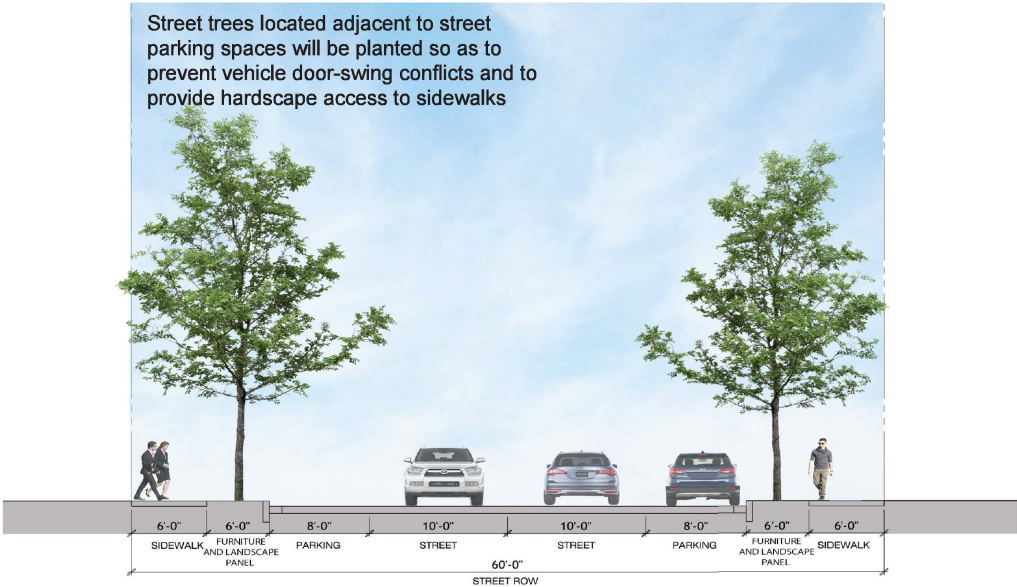 Street trees located adjacent to street
parking spaces will be planted so as to
prevent vehicle door-swing conflicts and to
provide hardscape access to sidewalks
6'-0" 6'-0" 8'-0" 10'-0" 10'-0" 8'-0" 6'-0" 6'-0"
SIDEWALK FURNITURE AND LANDSCAPE PANEL PARKING STREET STREET PARKING FURNITURE AND LANDSCAPE PANEL SIDEWALK
60'-0"
STREET ROW